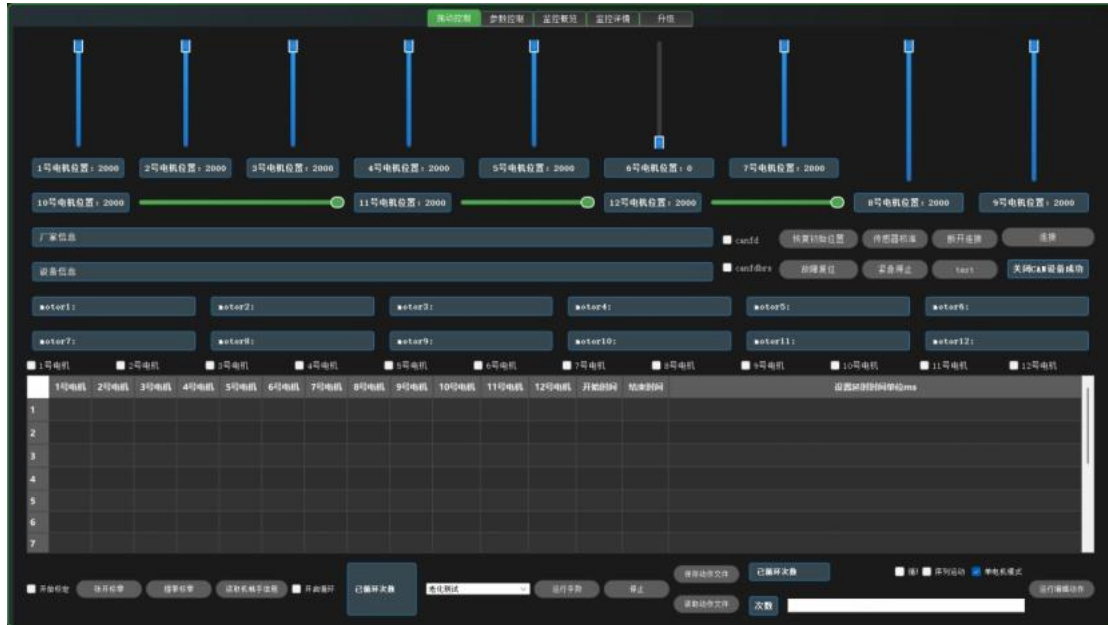 拖动控制 参数控制 监控概览 监控详情 升级
1号电机位置：2000 2号电机位置：2000 3号电机位置：2000 4号电机位置：2000 5号电机位置：2000 6号电机位置：0 7号电机位置：2000
10号电机位置：2000 11号电机位置：2000 12号电机位置：2000 8号电机位置：2000 9号电机位置：2000
厂家信息 canfd 恢复初始位置 传感器校准 断开连接 连接
设备信息 canfdbrs 故障复位 紧急停止 test 关闭CAN设备成功
motor1: motor2: motor3: motor4: motor5: motor6:
motor7: motor8: motor9: motor10: motor11: motor12:
1号电机 2号电机 3号电机 4号电机 5号电机 6号电机 7号电机 8号电机 9号电机 10号电机 11号电机 12号电机
1号电机 2号电机 3号电机 4号电机 5号电机 6号电机 7号电机 8号电机 9号电机 10号电机 11号电机 12号电机 开始时间 结束时间 设置延时时间单位ms
1
2
3
4
5
6
7
保存动作文件 已循环次数 序列运动 单电机模式
开始标定 张开标零 握拳标零 读取机械手信息 开启循环 已循环次数 老化测试 运行手势 停止 运行编辑动作
读取动作文件 次数